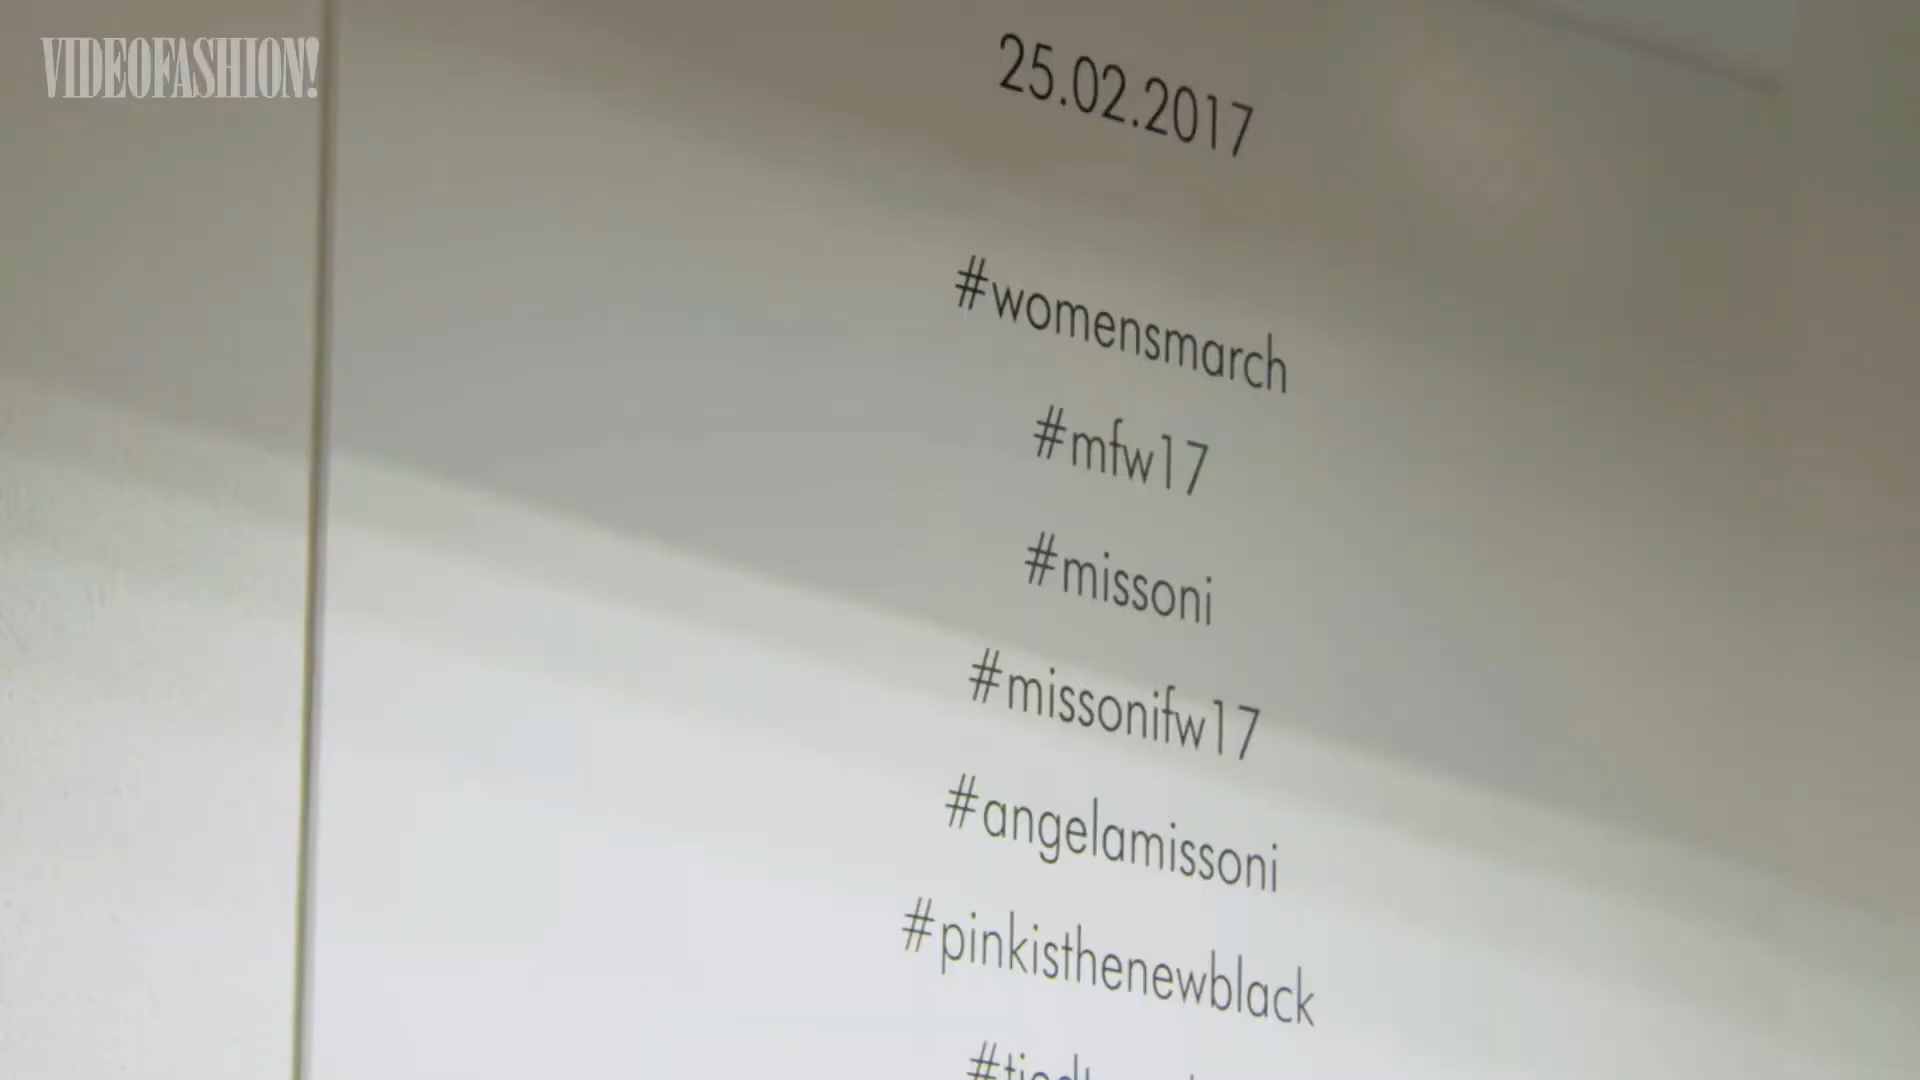 VIDEOFASHION!
25.02.2017
#womensmarch
#mfw17
#missoni
#missonifw17
#angelamissoni
#pinkisthenewblack